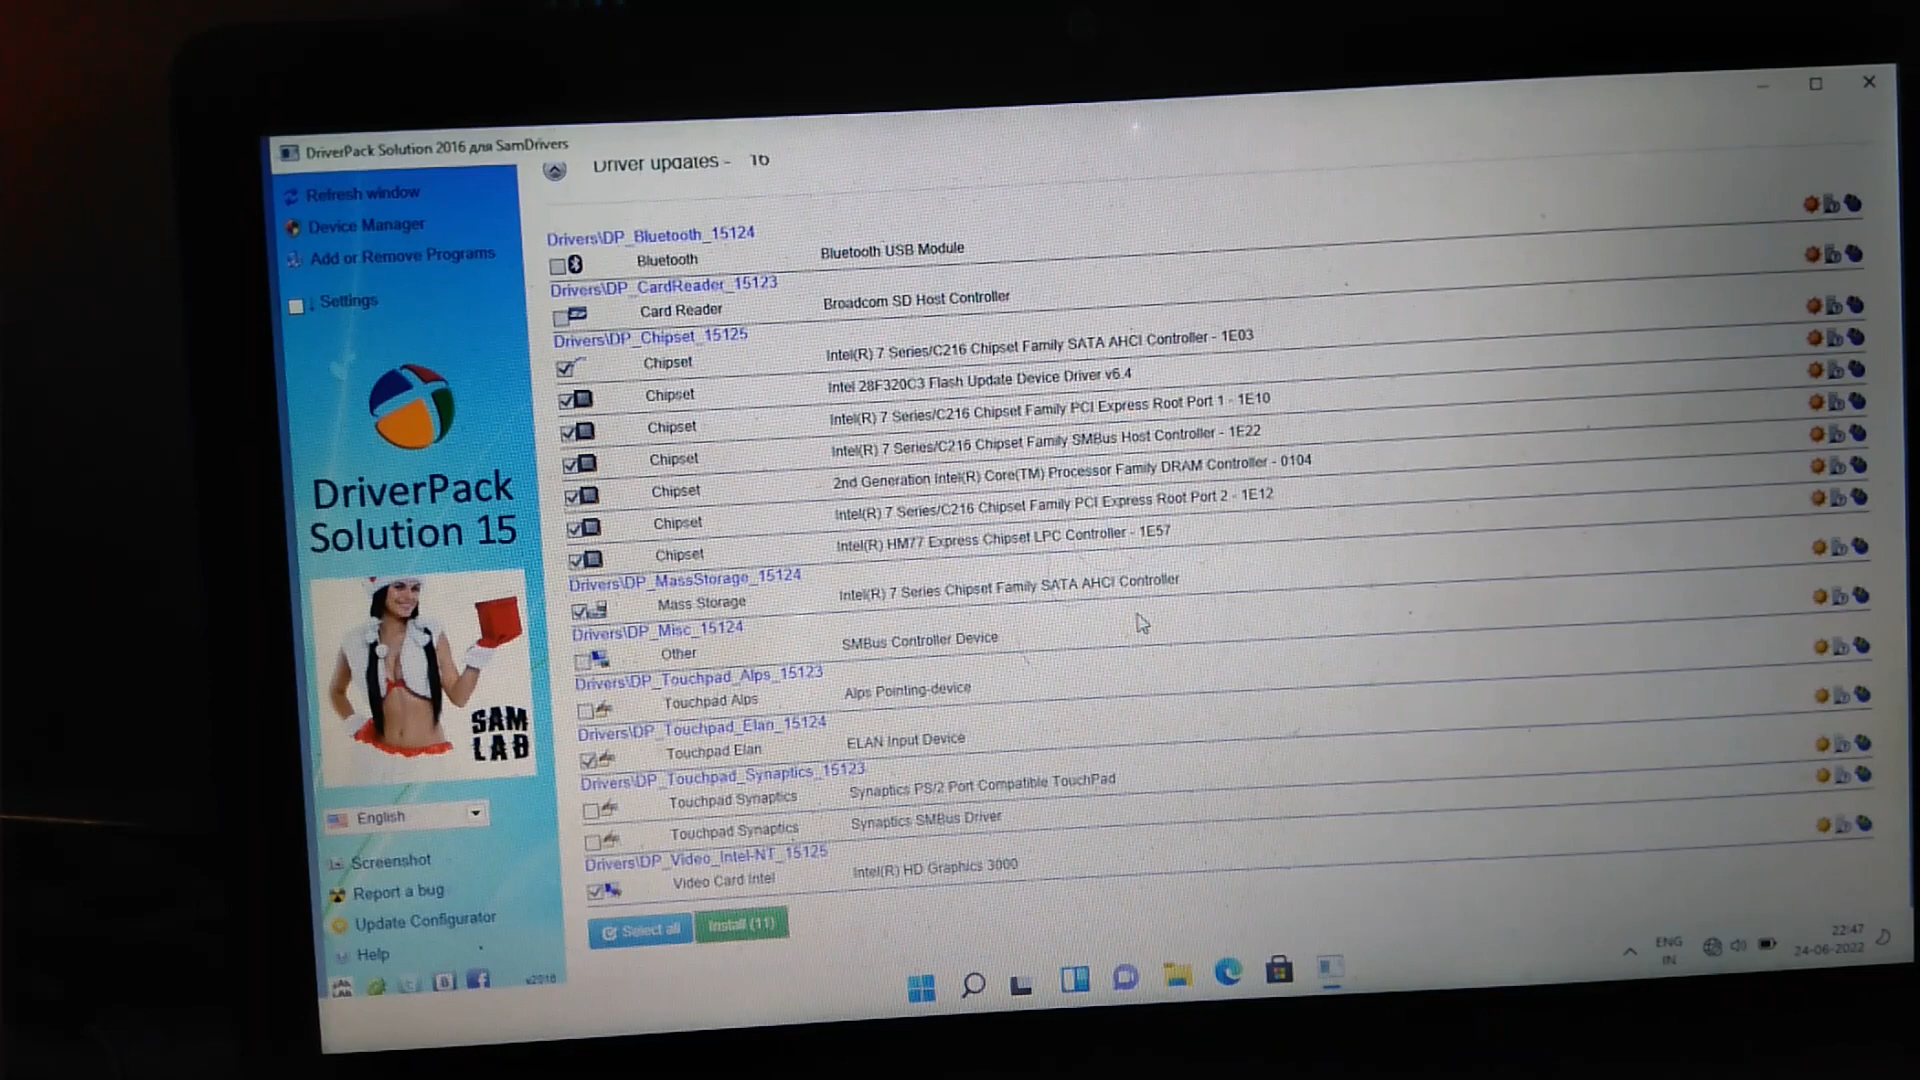 DriverPack Solution 2016 для SamDrivers
Refresh window
Device Manager
Add or Remove Programs
Settings
DriverPack
Solution 15
SAM
LAB
English
Screenshot
Report a bug
Update Configurator
Help
SAM
LAB
v2016
Driver updates - 16
Drivers\DP_Bluetooth_15124
Bluetooth Bluetooth USB Module
Drivers\DP_CardReader_15123
Card Reader Broadcom SD Host Controller
Drivers\DP_Chipset_15125
Chipset Intel(R) 7 Series/C216 Chipset Family SATA AHCI Controller - 1E03
Chipset Intel 28F320C3 Flash Update Device Driver v6.4
Chipset Intel(R) 7 Series/C216 Chipset Family PCI Express Root Port 1 - 1E10
Chipset Intel(R) 7 Series/C216 Chipset Family SMBus Host Controller - 1E22
Chipset 2nd Generation Intel(R) Core(TM) Processor Family DRAM Controller - 0104
Chipset Intel(R) 7 Series/C216 Chipset Family PCI Express Root Port 2 - 1E12
Chipset Intel(R) HM77 Express Chipset LPC Controller - 1E57
Drivers\DP_MassStorage_15124
Mass Storage Intel(R) 7 Series Chipset Family SATA AHCI Controller
Drivers\DP_Misc_15124
Other SMBus Controller Device
Drivers\DP_Touchpad_Alps_15123
Touchpad Alps Alps Pointing-device
Drivers\DP_Touchpad_Elan_15124
Touchpad Elan ELAN Input Device
Drivers\DP_Touchpad_Synaptics_15123
Touchpad Synaptics Synaptics PS/2 Port Compatible TouchPad
Touchpad Synaptics Synaptics SMBus Driver
Drivers\DP_Video_Intel-NT_15125
Video Card Intel Intel(R) HD Graphics 3000
Select all Install (11)
ENG
IN
22:47
24-06-2022